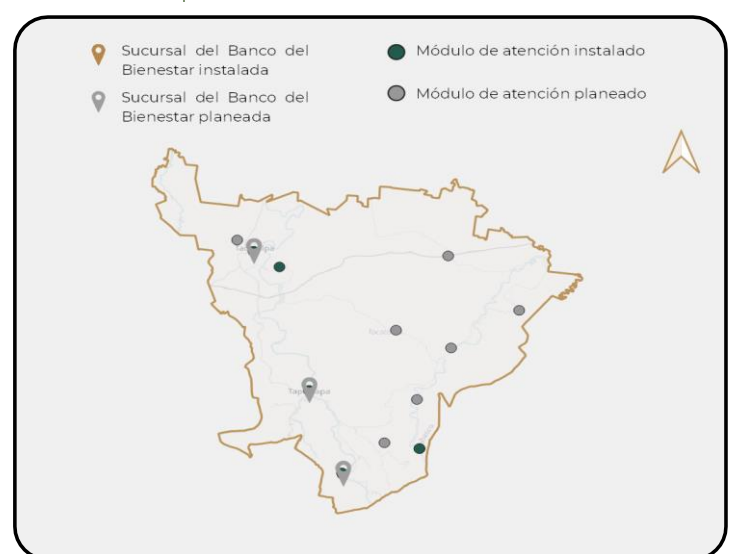 Sucursal del Banco del
Bienestar instalada
Sucursal del Banco del
Bienestar planeada
Módulo de atención instalado
Módulo de atención planeado